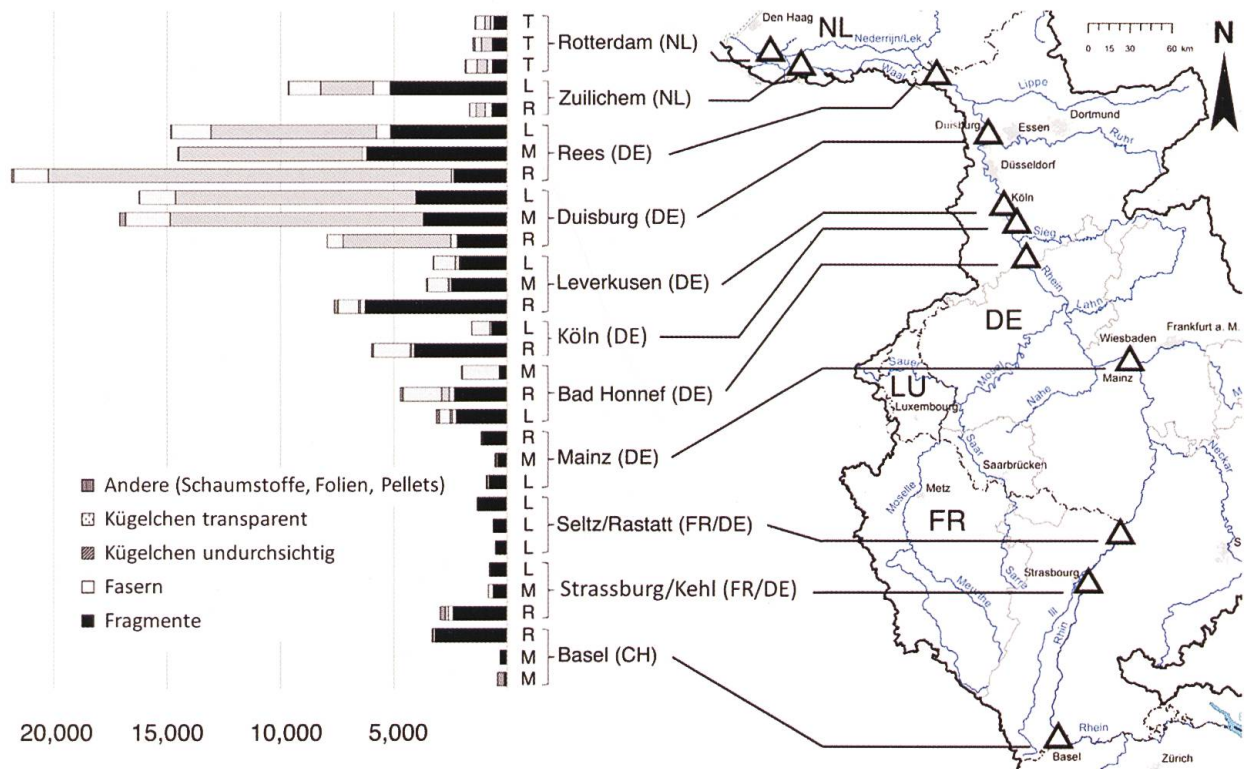 T
T
T
Rotterdam (NL)
L
R
Zuilichem (NL)
L
M
R
Rees (DE)
L
M
R
Duisburg (DE)
L
M
R
Leverkusen (DE)
L
R
Köln (DE)
M
R
L
Bad Honnef (DE)
R
M
L
Mainz (DE)
L
L
L
Seltz/Rastatt (FR/DE)
L
M
R
Strassburg/Kehl (FR/DE)
R
M
M
Basel (CH)
Andere (Schaumstoffe, Folien, Pellets)
Kügelchen transparent
Kügelchen undurchsichtig
Fasern
Fragmente
20,000 15,000 10,000 5,000
Den Haag
NL
Nederrijn/Lek
Waal
0 15 30 60 km
N
Lippe
Dortmund
Duisburg
Essen
Ruhr
Düsseldorf
Köln
Sieg
Rhein
Lahn
DE
Frankfurt a. M.
Wiesbaden
Mainz
Mosel
Nahe
Sauer
LU
Luxembourg
Saar
Saarbrücken
Neckar
Moselle
Metz
FR
Sarre
Strasbourg
Meurthe
Ill
Rhin
Rhein
Basel
Zürich